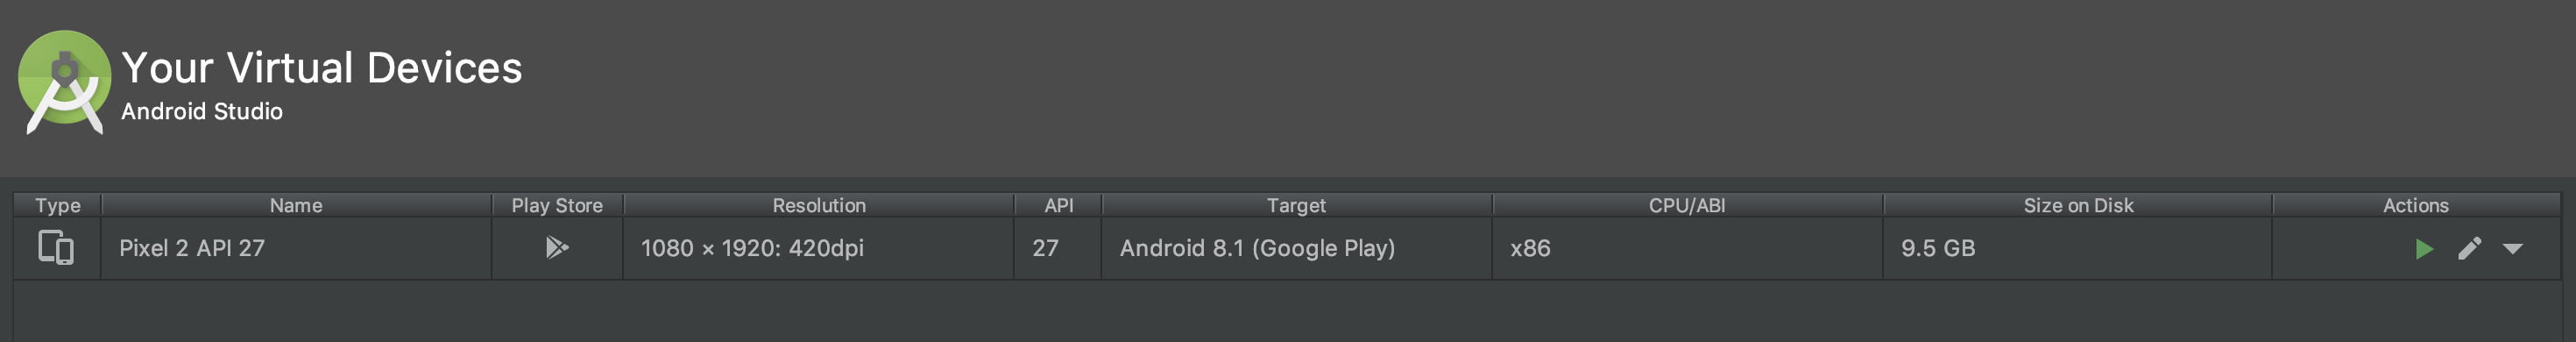 Your Virtual Devices
Android Studio
Type Name Play Store Resolution API Target CPU/ABI Size on Disk Actions
Pixel 2 API 27 1080 × 1920: 420dpi 27 Android 8.1 (Google Play) x86 9.5 GB